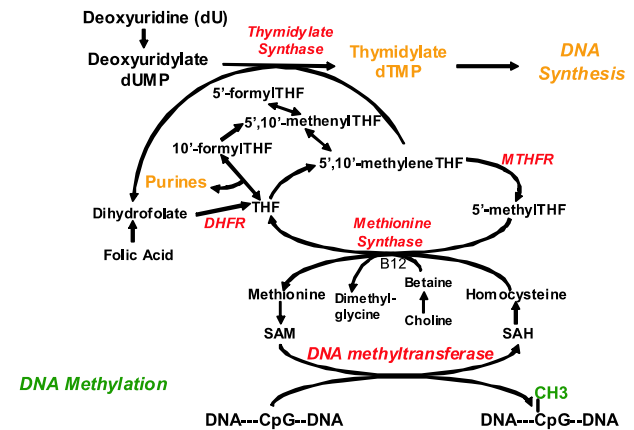 Deoxyuridine (dU)
Thymidylate
Synthase
Deoxyuridylate
dUMP
Thymidylate
dTMP
DNA
Synthesis
5'-formylTHF
5',10'-methenylTHF
10'-formylTHF
5',10'-methyleneTHF
MTHFR
Purines
Dihydrofolate
DHFR
THF
5'-methylTHF
Folic Acid
Methionine
Synthase
B12
Methionine
Dimethyl-
glycine
Betaine
Choline
Homocysteine
SAM
SAH
DNA methyltransferase
DNA Methylation
CH3
DNA---CpG--DNA
DNA---CpG--DNA